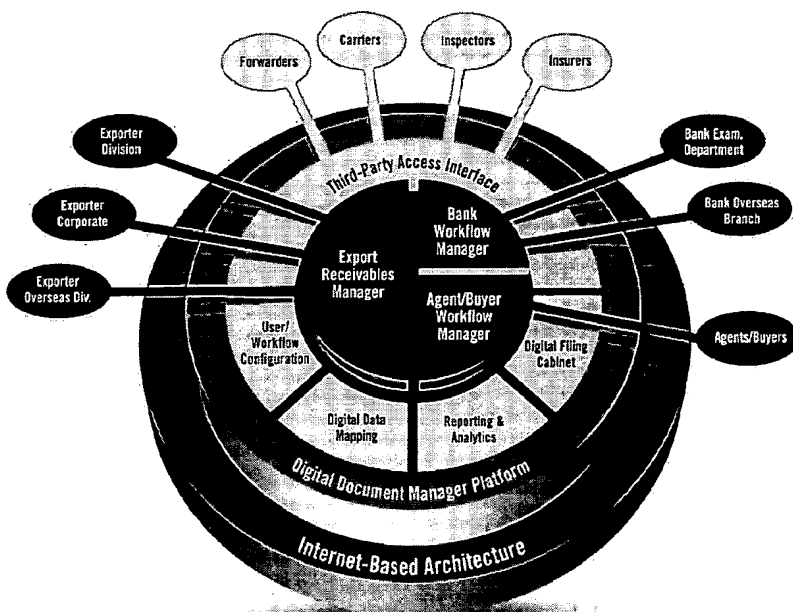 Forwarders
Carriers
Inspectors
Insurers
Exporter
Division
Exporter
Corporate
Exporter
Overseas Div.
Bank Exam.
Department
Bank Overseas
Branch
Agents/Buyers
Third-Party Access Interface
Export
Receivables
Manager
Bank
Workflow
Manager
Agent/Buyer
Workflow
Manager
User/
Workflow
Configuration
Digital Data
Mapping
Reporting &
Analytics
Digital Filing
Cabinet
Digital Document Manager Platform
Internet-Based Architecture